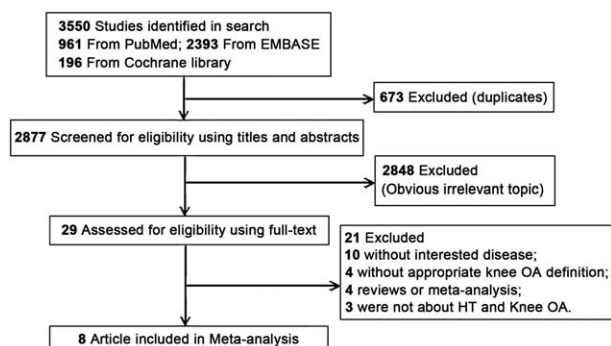 3550 Studies identified in search
961 From PubMed; 2393 From EMBASE
196 From Cochrane library
673 Excluded (duplicates)
2877 Screened for eligibility using titles and abstracts
2848 Excluded
(Obvious irrelevant topic)
29 Assessed for eligibility using full-text
21 Excluded
10 without interested disease;
4 without appropriate knee OA definition;
4 reviews or meta-analysis;
3 were not about HT and Knee OA.
8 Article included in Meta-analysis